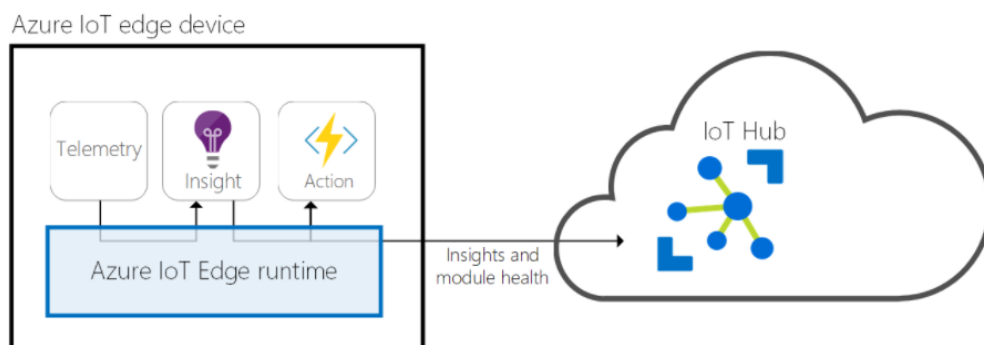 Azure IoT edge device
Telemetry
Insight
Action
Azure IoT Edge runtime
Insights and
module health
IoT Hub